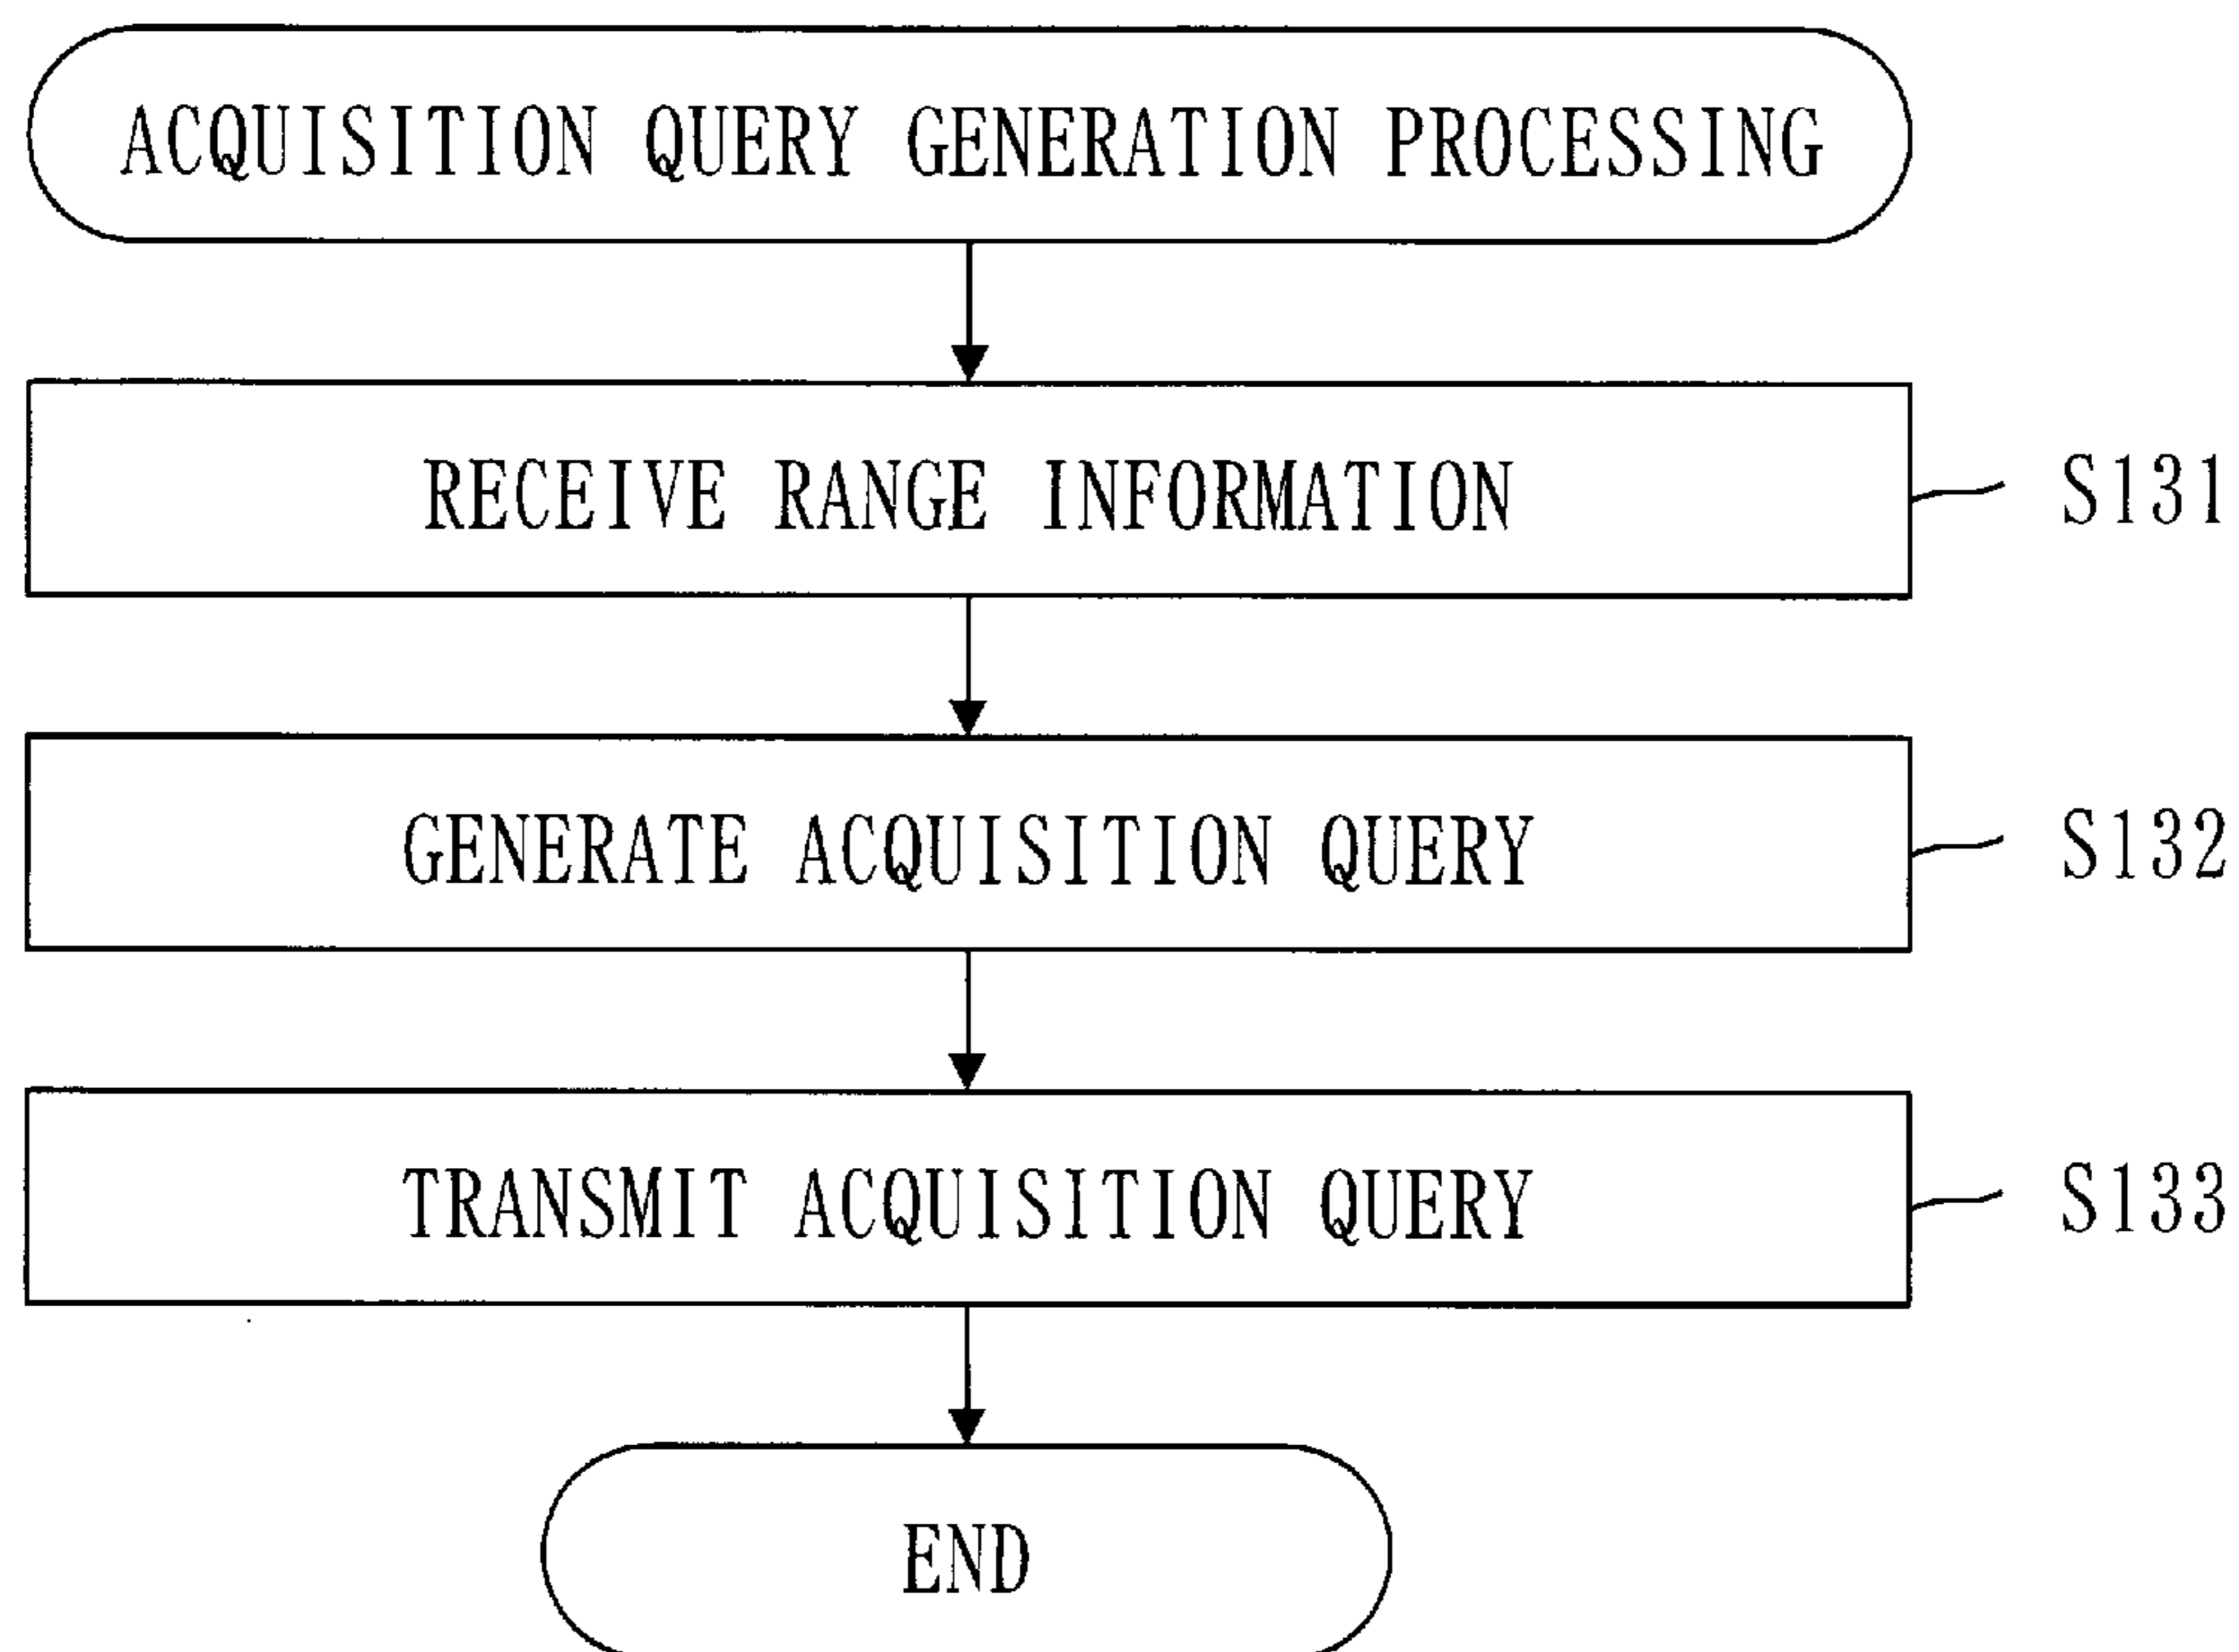 ACQUISITION QUERY GENERATION PROCESSING
RECEIVE RANGE INFORMATION
S131
GENERATE ACQUISITION QUERY
S132
TRANSMIT ACQUISITION QUERY
S133
END